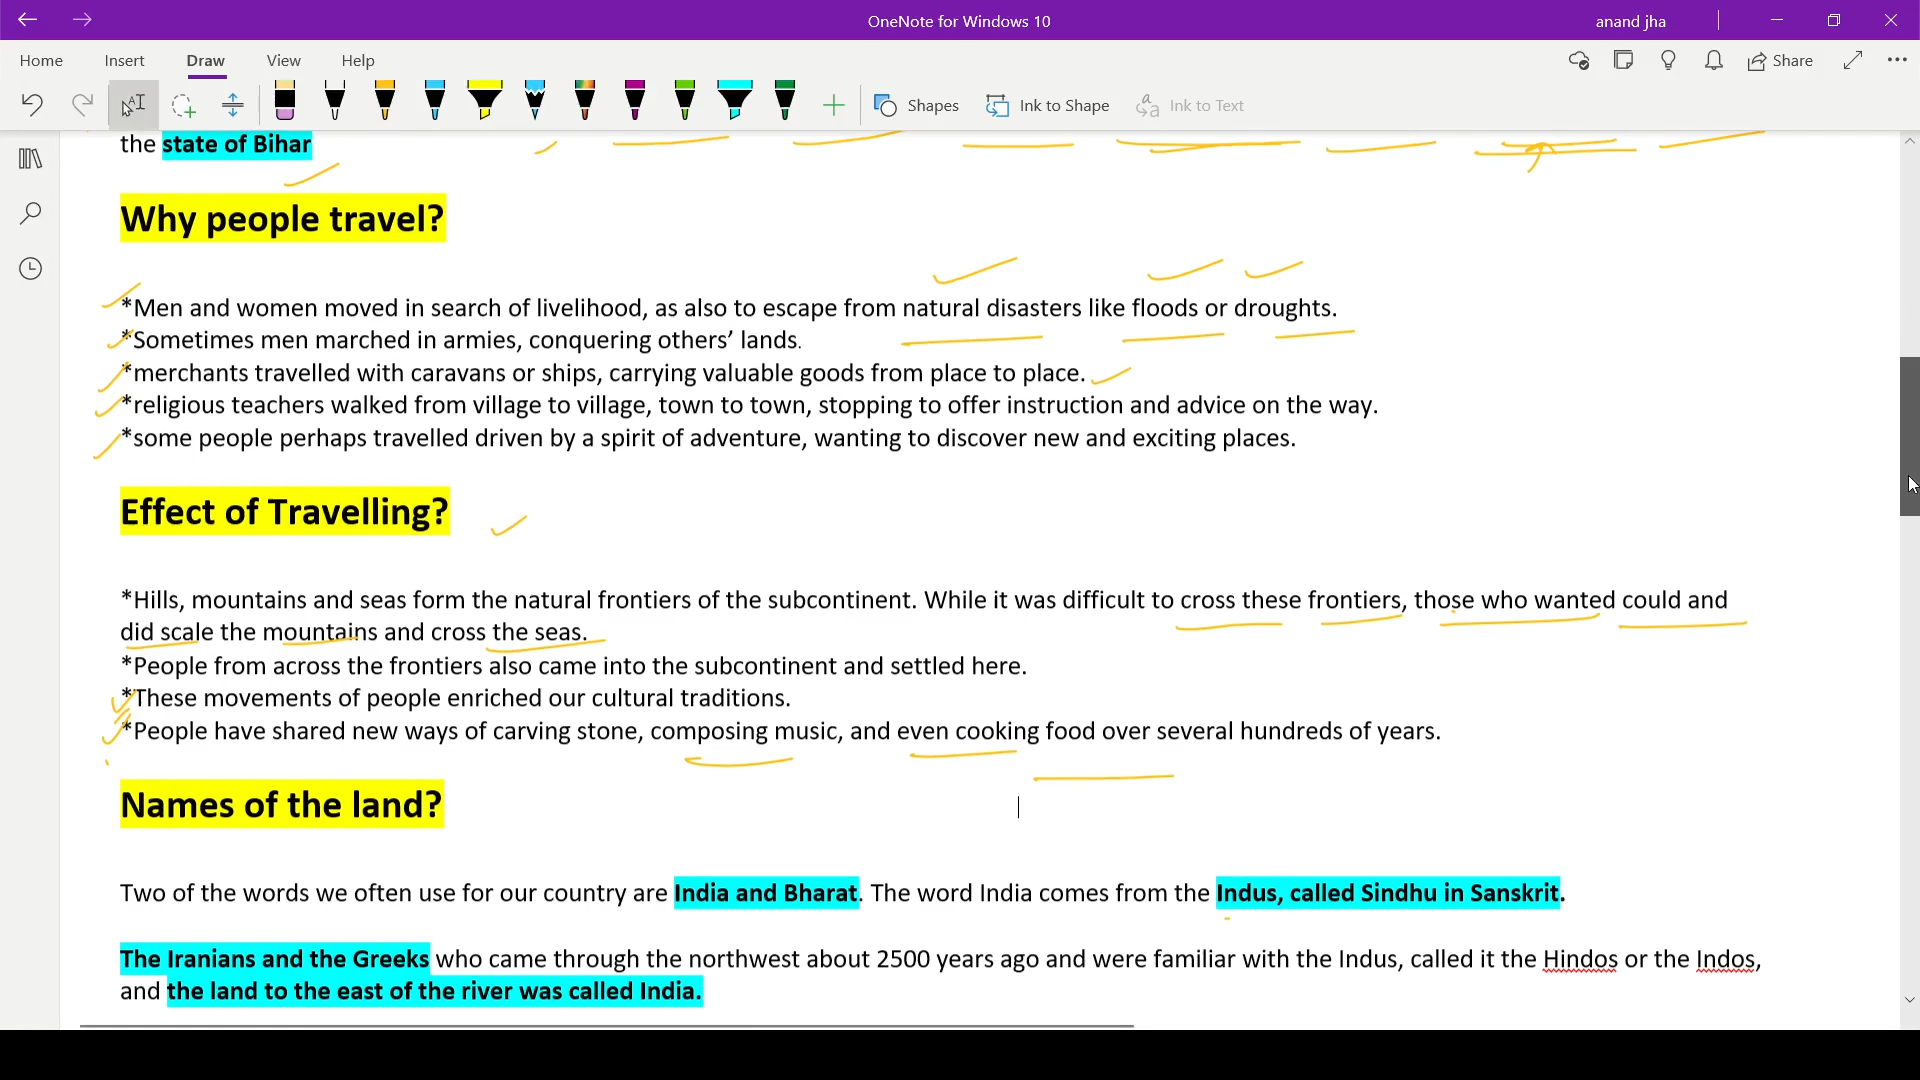 OneNote for Windows 10
anand jha
Home Insert Draw View Help
Share
Shapes Ink to Shape Ink to Text
the state of Bihar
Why people travel?
*Men and women moved in search of livelihood, as also to escape from natural disasters like floods or droughts.
*Sometimes men marched in armies, conquering others’ lands.
*merchants travelled with caravans or ships, carrying valuable goods from place to place.
*religious teachers walked from village to village, town to town, stopping to offer instruction and advice on the way.
*some people perhaps travelled driven by a spirit of adventure, wanting to discover new and exciting places.
Effect of Travelling?
*Hills, mountains and seas form the natural frontiers of the subcontinent. While it was difficult to cross these frontiers, those who wanted could and
did scale the mountains and cross the seas.
*People from across the frontiers also came into the subcontinent and settled here.
*These movements of people enriched our cultural traditions.
*People have shared new ways of carving stone, composing music, and even cooking food over several hundreds of years.
Names of the land?
Two of the words we often use for our country are India and Bharat. The word India comes from the Indus, called Sindhu in Sanskrit.
The Iranians and the Greeks who came through the northwest about 2500 years ago and were familiar with the Indus, called it the Hindos or the Indos,
and the land to the east of the river was called India.